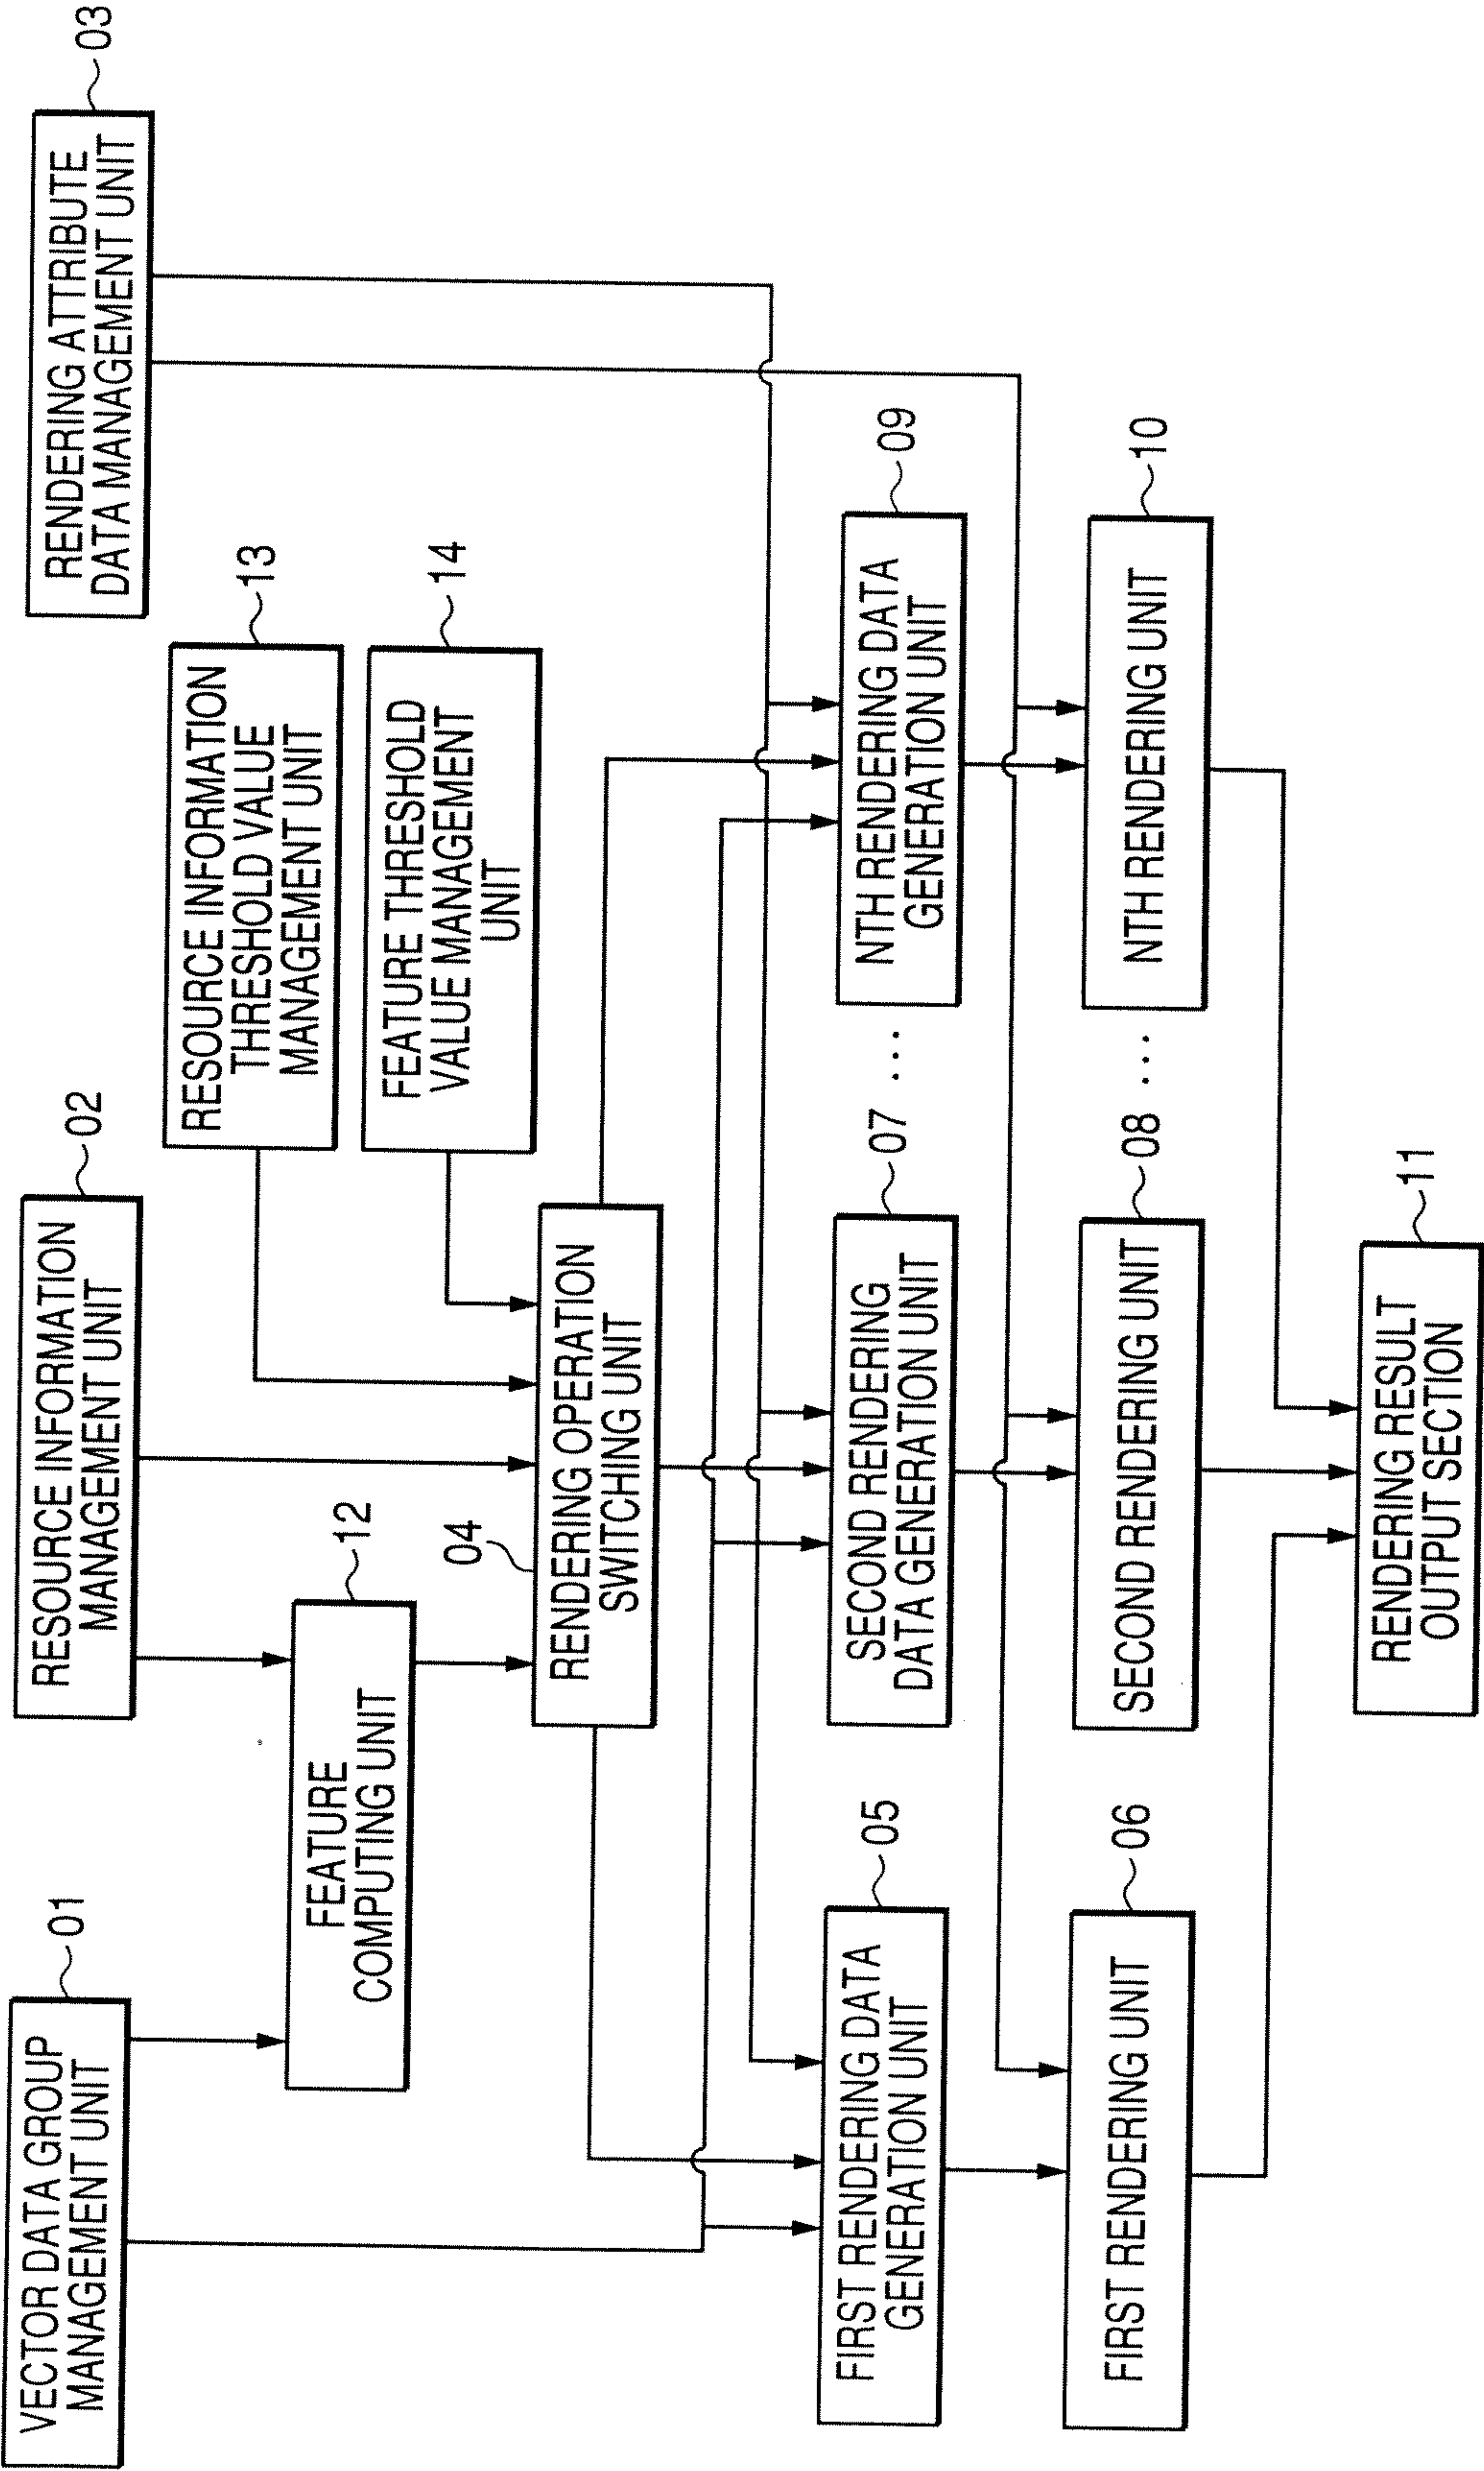 VECTOR DATA GROUP
MANAGEMENT UNIT
01
RESOURCE INFORMATION
MANAGEMENT UNIT
02
RENDERING ATTRIBUTE
DATA MANAGEMENT UNIT
03
RESOURCE INFORMATION
THRESHOLD VALUE
MANAGEMENT UNIT
13
FEATURE
COMPUTING UNIT
12
FEATURE THRESHOLD
VALUE MANAGEMENT
UNIT
14
04
RENDERING OPERATION
SWITCHING UNIT
FIRST RENDERING DATA
GENERATION UNIT
05
SECOND RENDERING
DATA GENERATION UNIT
07
...
NTH RENDERING DATA
GENERATION UNIT
09
FIRST RENDERING UNIT
06
SECOND RENDERING UNIT
08
...
NTH RENDERING UNIT
10
RENDERING RESULT
OUTPUT SECTION
11